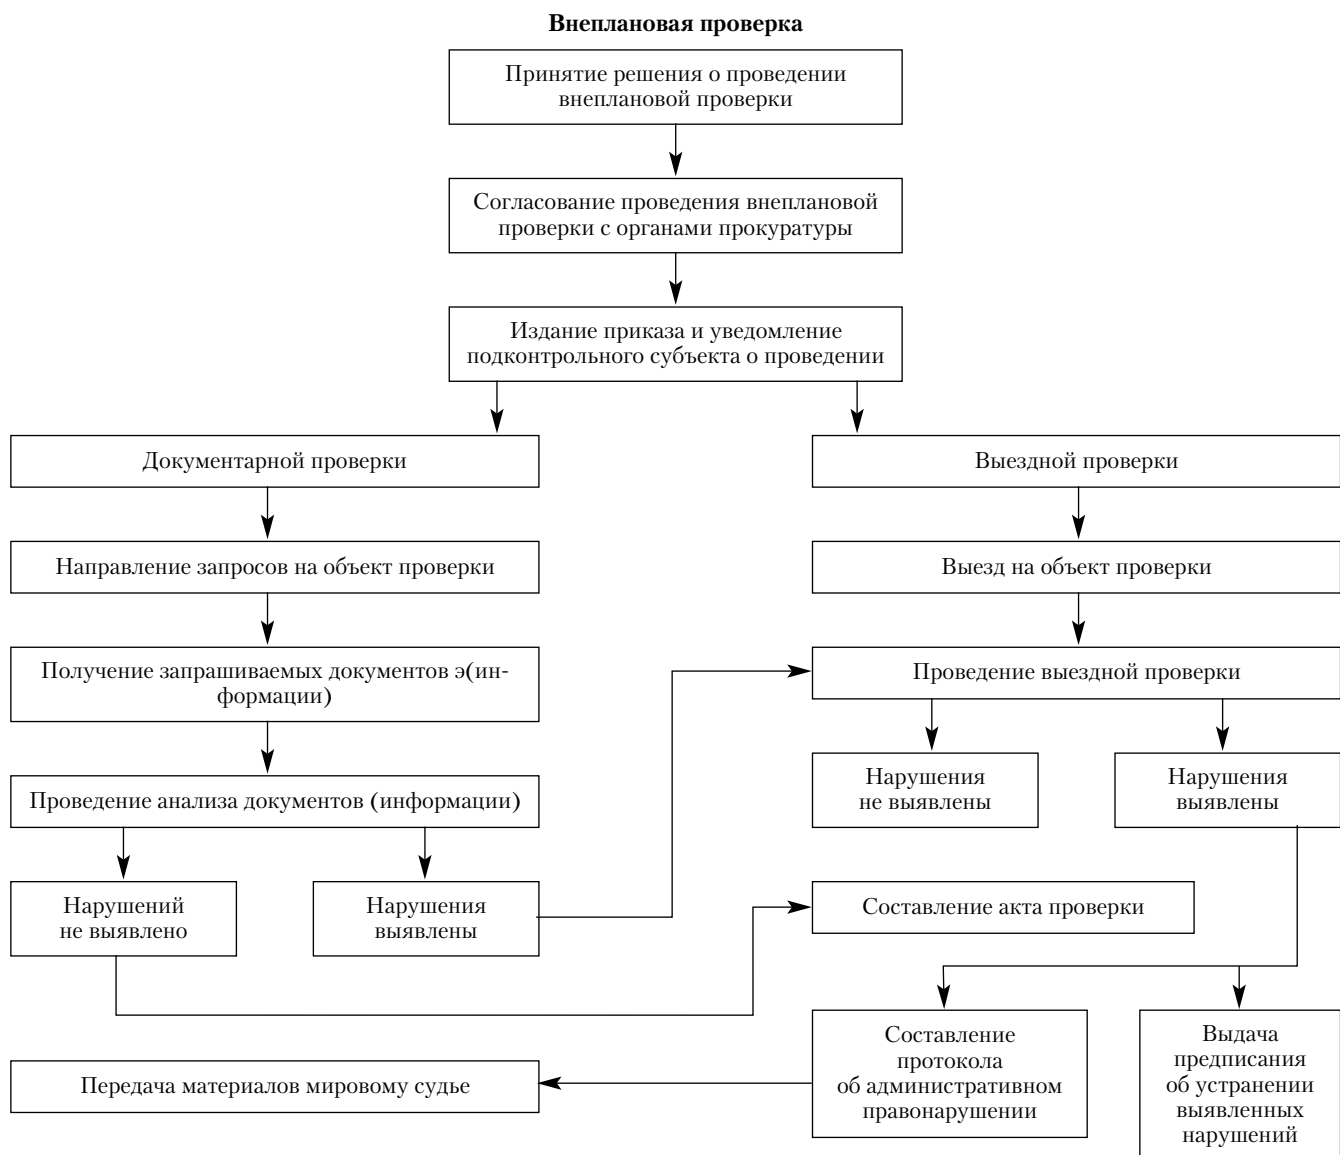 Внеплановая проверка
Принятие решения о проведении
внеплановой проверки
Согласование проведения внеплановой
проверки с органами прокуратуры
Издание приказа и уведомление
подконтрольного субъекта о проведении
Документарной проверки
Выездной проверки
Направление запросов на объект проверки
Выезд на объект проверки
Получение запрашиваемых документов э(ин-
формации)
Проведение выездной проверки
Проведение анализа документов (информации)
Нарушения
не выявлены
Нарушения
выявлены
Нарушений
не выявлено
Нарушения
выявлены
Составление акта проверки
Составление
протокола
об административном
правонарушении
Выдача
предписания
об устранении
выявленных
нарушений
Передача материалов мировому судье